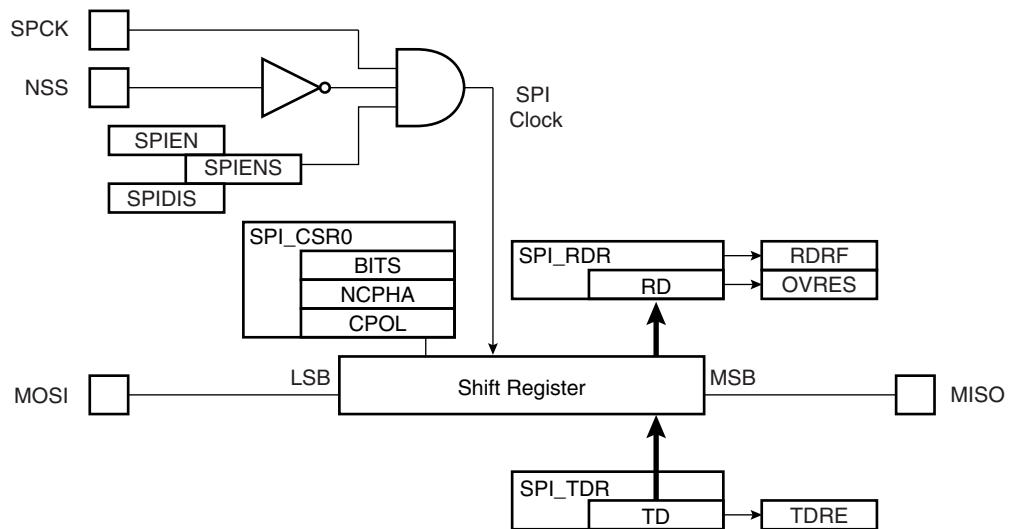 SPCK
NSS
SPI
Clock
SPIEN
SPIENS
SPIDIS
SPI_CSR0
BITS
NCPHA
CPOL
SPI_RDR
RD
RDRF
OVRES
MOSI
LSB
Shift Register
MSB
MISO
SPI_TDR
TD
TDRE